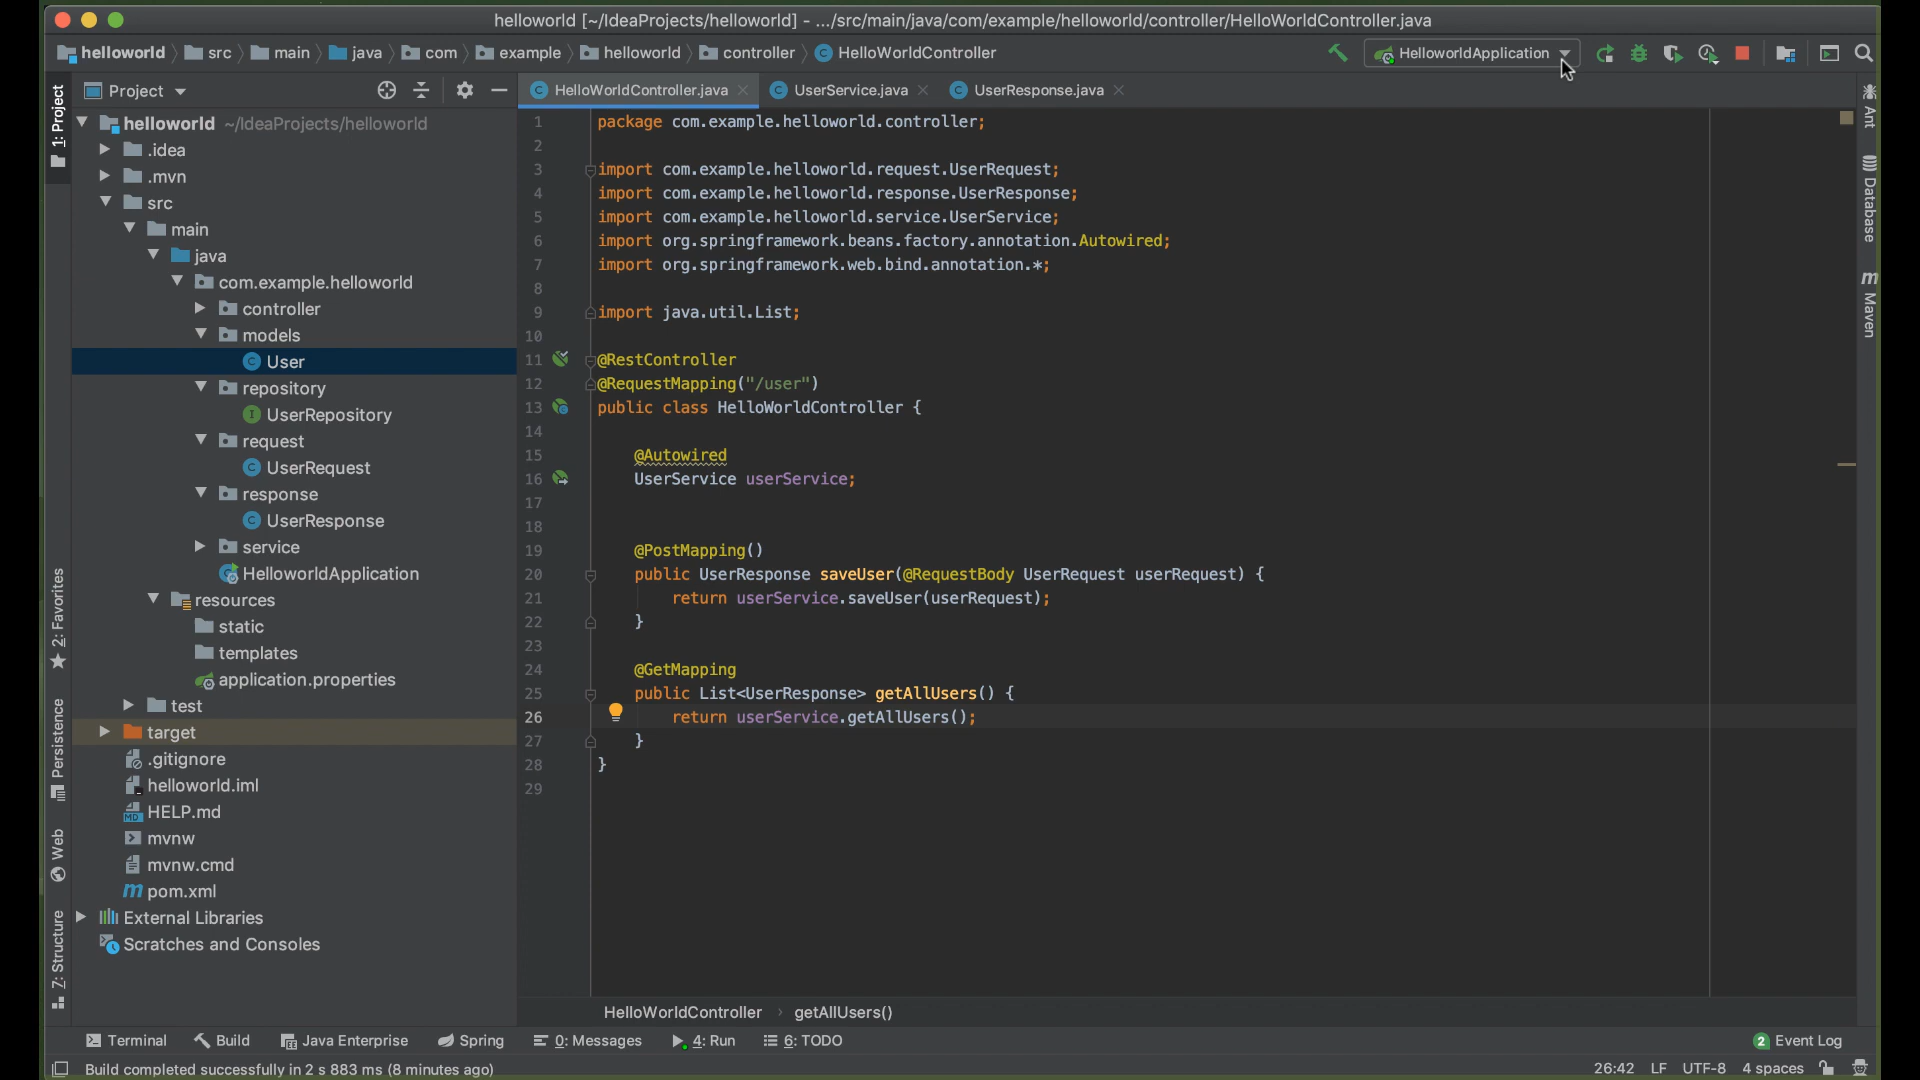 helloworld [~/IdeaProjects/helloworld] - .../src/main/java/com/example/helloworld/controller/HelloWorldController.java
helloworld src main java com example helloworld controller HelloWorldController
HelloworldApplication
1: Project
2: Favorites
Persistence
Web
7: Structure
Project
helloworld ~/IdeaProjects/helloworld
.idea
.mvn
src
main
java
com.example.helloworld
controller
models
User
repository
UserRepository
request
UserRequest
response
UserResponse
service
HelloworldApplication
resources
static
templates
application.properties
test
target
.gitignore
helloworld.iml
HELP.md
mvnw
mvnw.cmd
pom.xml
External Libraries
Scratches and Consoles
HelloWorldController.java UserService.java UserResponse.java
1 package com.example.helloworld.controller;
2
3 import com.example.helloworld.request.UserRequest;
4 import com.example.helloworld.response.UserResponse;
5 import com.example.helloworld.service.UserService;
6 import org.springframework.beans.factory.annotation.Autowired;
7 import org.springframework.web.bind.annotation.*;
8
9 import java.util.List;
10
11 @RestController
12 @RequestMapping("/user")
13 public class HelloWorldController {
14
15 @Autowired
16 UserService userService;
17
18
19 @PostMapping()
20 public UserResponse saveUser(@RequestBody UserRequest userRequest) {
21 return userService.saveUser(userRequest);
22 }
23
24 @GetMapping
25 public List<UserResponse> getAllUsers() {
26 return userService.getAllUsers();
27 }
28 }
29
HelloWorldController › getAllUsers()
Ant
Database
m Maven
Terminal Build Java Enterprise Spring 0: Messages 4: Run 6: TODO 2 Event Log
Build completed successfully in 2 s 883 ms (8 minutes ago) 26:42 LF UTF-8 4 spaces